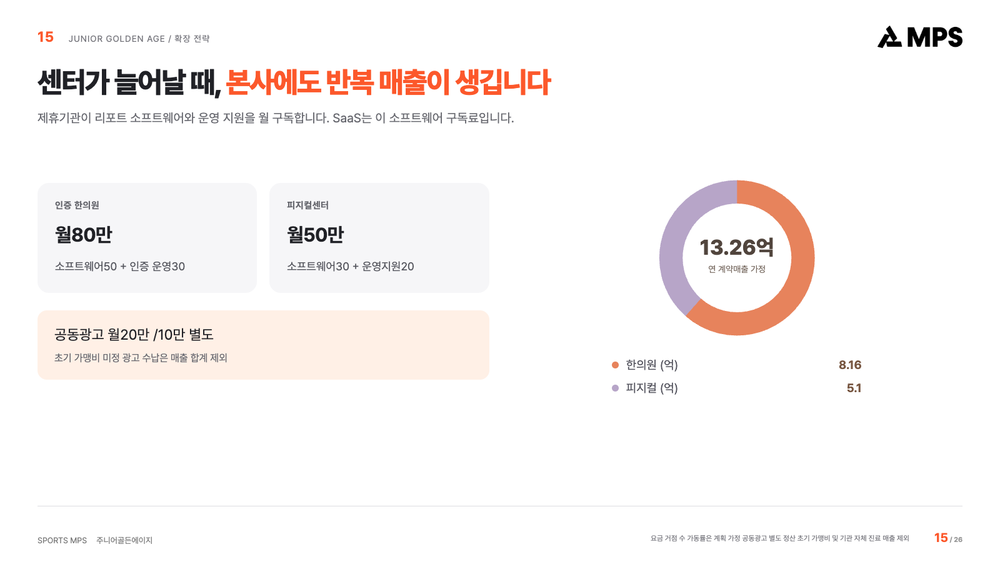 15 JUNIOR GOLDEN AGE / 확장 전략
MPS
센터가 늘어날 때, 본사에도 반복 매출이 생깁니다
제휴기관이 리포트 소프트웨어와 운영 지원을 월 구독합니다. SaaS는 이 소프트웨어 구독료입니다.
인증 한의원
월80만
소프트웨어50 + 인증 운영30
피지컬센터
월50만
소프트웨어30 + 운영지원20
공동광고 월20만 /10만 별도
초기 가맹비 미정 광고 수납은 매출 합계 제외
13.26억
연 계약매출 가정
한의원 (억) 8.16
피지컬 (억) 5.1
SPORTS MPS 주니어골든에이지
요금 거점 수 가동률은 계획 가정 공동광고 별도 정산 초기 가맹비 및 기관 자체 진료 매출 제외
15 / 26